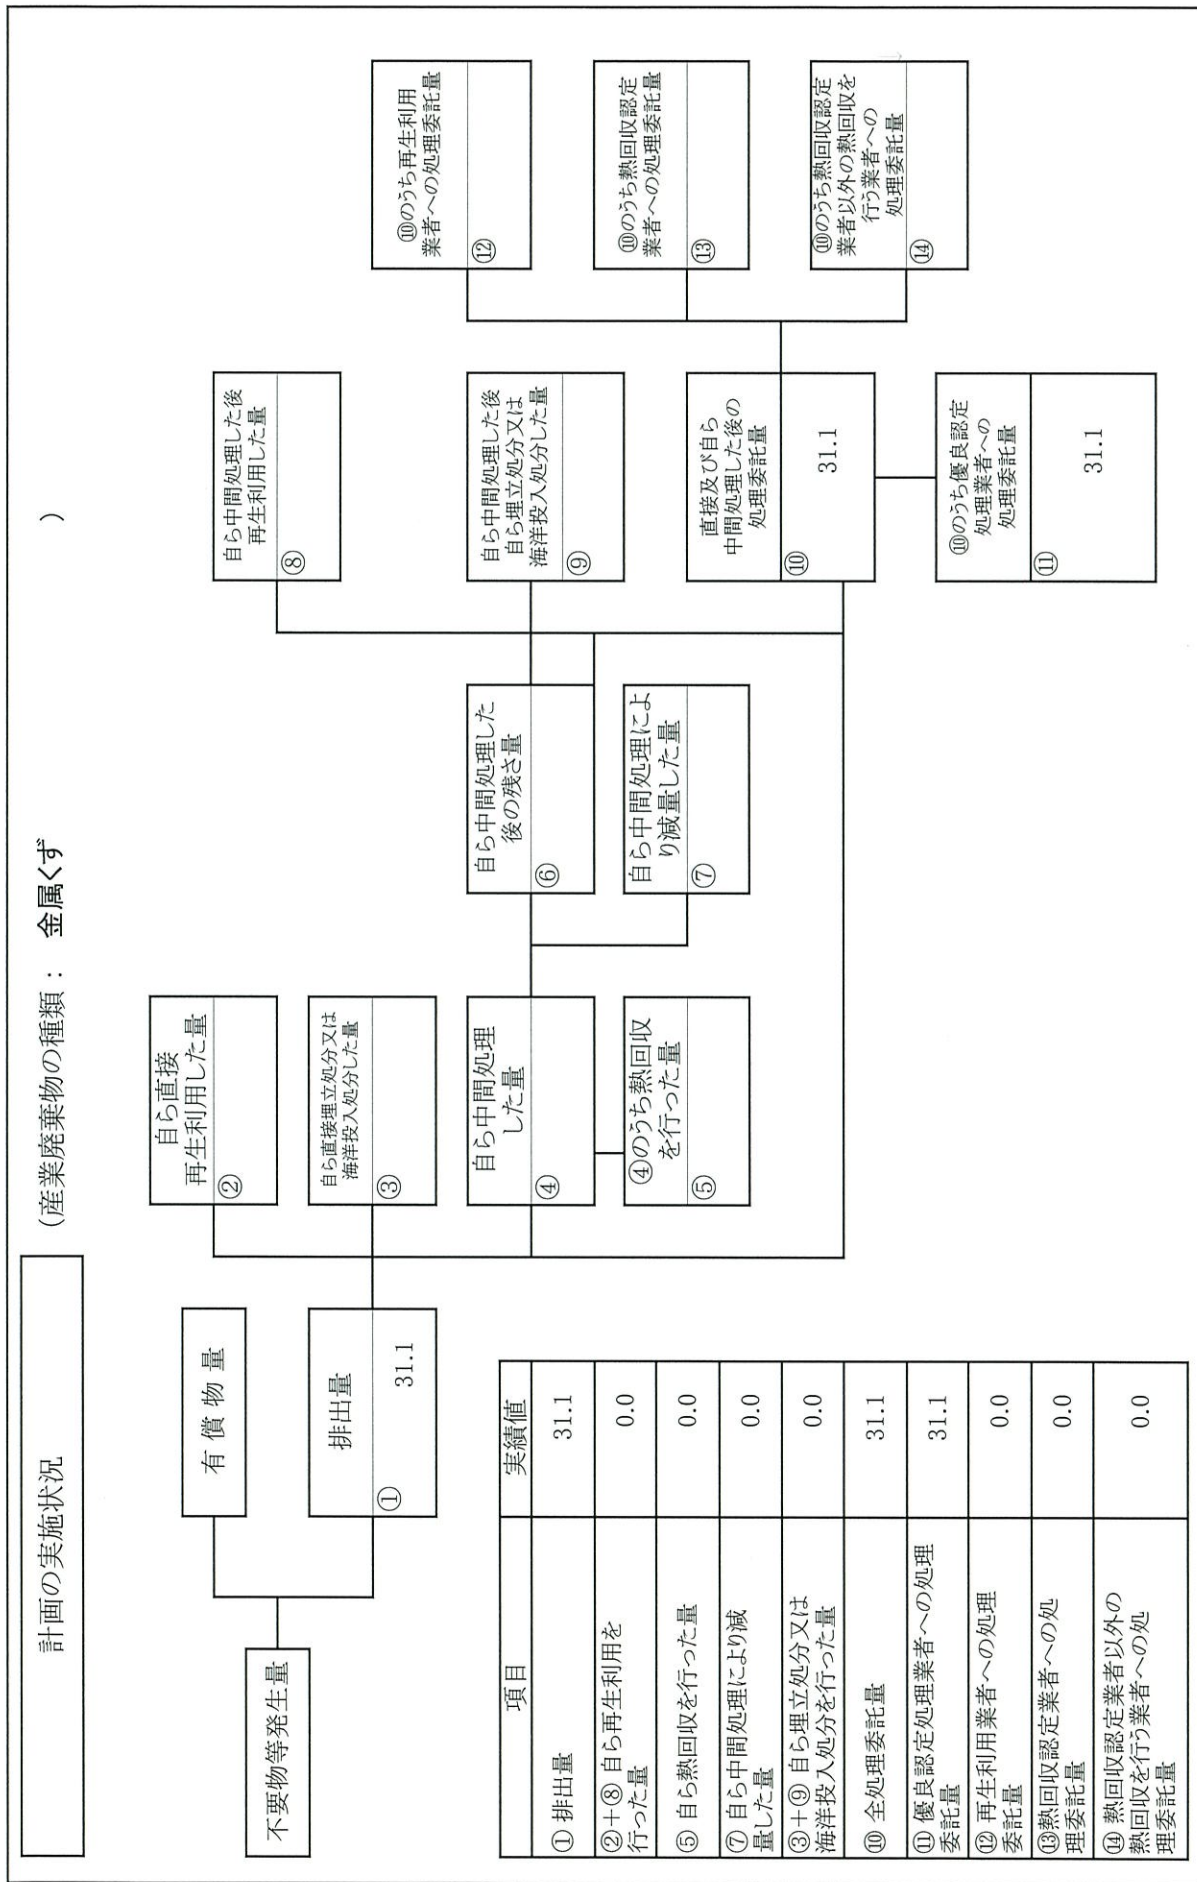 計画の実施状況
(産業廃棄物の種類： 金属くず )
不要物等発生量
有 償 物 量
排出量
① 31.1
自ら直接
再生利用した量
②
自ら直接埋立処分又は
海洋投入処分した量
③
自ら中間処理
した量
④
④のうち熱回収
を行った量
⑤
自ら中間処理した
後の残さ量
⑥
自ら中間処理によ
り減量した量
⑦
自ら中間処理した後
再生利用した量
⑧
自ら中間処理した後
自ら埋立処分又は
海洋投入処分した量
⑨
直接及び自ら
中間処理した後の
処理委託量
⑩ 31.1
⑩のうち優良認定
処理業者への
処理委託量
⑪ 31.1
⑩のうち再生利用
業者への処理委託量
⑫
⑩のうち熱回収認定
業者への処理委託量
⑬
⑩のうち熱回収認定
業者以外の熱回収を
行う業者への
処理委託量
⑭
項目 実績値
① 排出量 31.1
②＋⑧ 自ら再生利用を
行った量 0.0
⑤ 自ら熱回収を行った量 0.0
⑦ 自ら中間処理により減
量した量 0.0
③＋⑨ 自ら埋立処分又は
海洋投入処分を行った量 0.0
⑩ 全処理委託量 31.1
⑪ 優良認定処理業者への処理
委託量 31.1
⑫ 再生利用業者への処理
委託量 0.0
⑬熱回収認定業者への処
理委託量 0.0
⑭ 熱回収認定業者以外の
熱回収を行う業者への処
理委託量 0.0